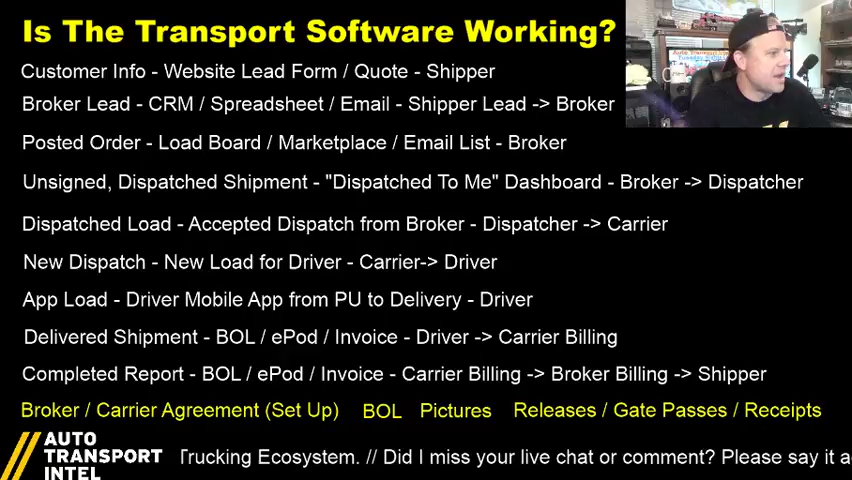 Is The Transport Software Working?
Customer Info - Website Lead Form / Quote - Shipper
Broker Lead - CRM / Spreadsheet / Email - Shipper Lead -> Broker
Posted Order - Load Board / Marketplace / Email List - Broker
Unsigned, Dispatched Shipment - "Dispatched To Me" Dashboard - Broker -> Dispatcher
Dispatched Load - Accepted Dispatch from Broker - Dispatcher -> Carrier
New Dispatch - New Load for Driver - Carrier-> Driver
App Load - Driver Mobile App from PU to Delivery - Driver
Delivered Shipment - BOL / ePod / Invoice - Driver -> Carrier Billing
Completed Report - BOL / ePod / Invoice - Carrier Billing -> Broker Billing -> Shipper
Broker / Carrier Agreement (Set Up) BOL Pictures Releases / Gate Passes / Receipts
AUTO
TRANSPORT
INTEL
Trucking Ecosystem. // Did I miss your live chat or comment? Please say it a